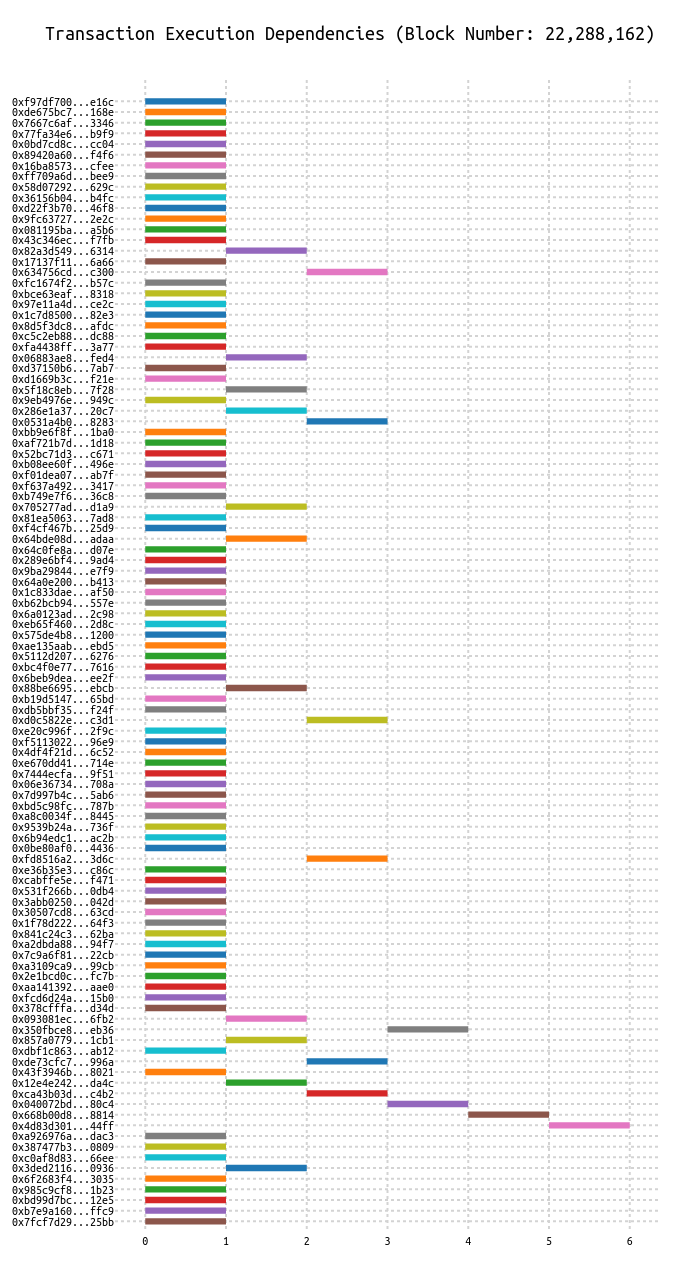 Transaction Execution Dependencies (Block Number: 22,288,162)
0xf97df700...e16c
0xde675bc7...168e
0x7667c6af...3346
0x77fa34e6...b9f9
0x0bd7cd8c...cc04
0x89420a60...f4f6
0x16ba8573...cfee
0xff709a6d...bee9
0x58d07292...629c
0x36156b04...b4fc
0xd22f3b70...46f8
0x9fc63727...2e2c
0x081195ba...a5b6
0x43c346ec...f7fb
0x82a3d549...6314
0x17137f11...6a66
0x634756cd...c300
0xfc1674f2...b57c
0xbce63eaf...8318
0x97e11a4d...ce2c
0x1c7d8500...82e3
0x8d5f3dc8...afdc
0xc5c2eb88...dc88
0xfa4438ff...3a77
0x06883ae8...fed4
0xd37150b6...7ab7
0xd1669b3c...f21e
0x5f18c8eb...7f28
0x9eb4976e...949c
0x286e1a37...20c7
0x0531a4b0...8283
0xbb9e6f8f...1ba0
0xaf721b7d...1d18
0x52bc71d3...c671
0xb08ee60f...496e
0xf01dea07...ab7f
0xf637a492...3417
0xb749e7f6...36c8
0x705277ad...d1a9
0x81ea5063...7ad8
0xf4cf467b...25d9
0x64bde08d...adaa
0x64c0fe8a...d07e
0x289e6bf4...9ad4
0x9ba29844...e7f9
0x64a0e200...b413
0x1c833dae...af50
0xb62bcb94...557e
0x6a0123ad...2c98
0xeb65f460...2d8c
0x575de4b8...1200
0xae135aab...ebd5
0x5112d207...6276
0xbc4f0e77...7616
0x6beb9dea...ee2f
0x88be6695...ebcb
0xb19d5147...65bd
0xdb5bbf35...f24f
0xd0c5822e...c3d1
0xe20c996f...2f9c
0xf5113022...96e9
0x4df4f21d...6c52
0xe670dd41...714e
0x7444ecfa...9f51
0x06e36734...708a
0x7d997b4c...5ab6
0xbd5c98fc...787b
0xa8c0034f...8445
0x9539b24a...736f
0x6b94edc1...ac2b
0x0be80af0...4436
0xfd8516a2...3d6c
0xe36b35e3...c86c
0xcabffe5e...f471
0x531f266b...0db4
0x3abb0250...042d
0x30507cd8...63cd
0x1f78d222...64f3
0x841c24c3...62ba
0xa2dbda88...94f7
0x7c9a6f81...22cb
0xa3109ca9...99cb
0x2e1bcd0c...fc7b
0xaa141392...aae0
0xfcd6d24a...15b0
0x378cfffa...d34d
0x093081ec...6fb2
0x350fbce8...eb36
0x857a0779...1cb1
0xdbf1c863...ab12
0xde73cfc7...996a
0x43f3946b...8021
0x12e4e242...da4c
0xca43b03d...c4b2
0x040072bd...80c4
0x668b00d8...8814
0x4d83d301...44ff
0xa926976a...dac3
0x387477b3...0809
0xc0af8d83...66ee
0x3ded2116...0936
0x6f2683f4...3035
0x985c9cf8...1b23
0xbd99d7bc...12e5
0xb7e9a160...ffc9
0x7fcf7d29...25bb
0 1 2 3 4 5 6